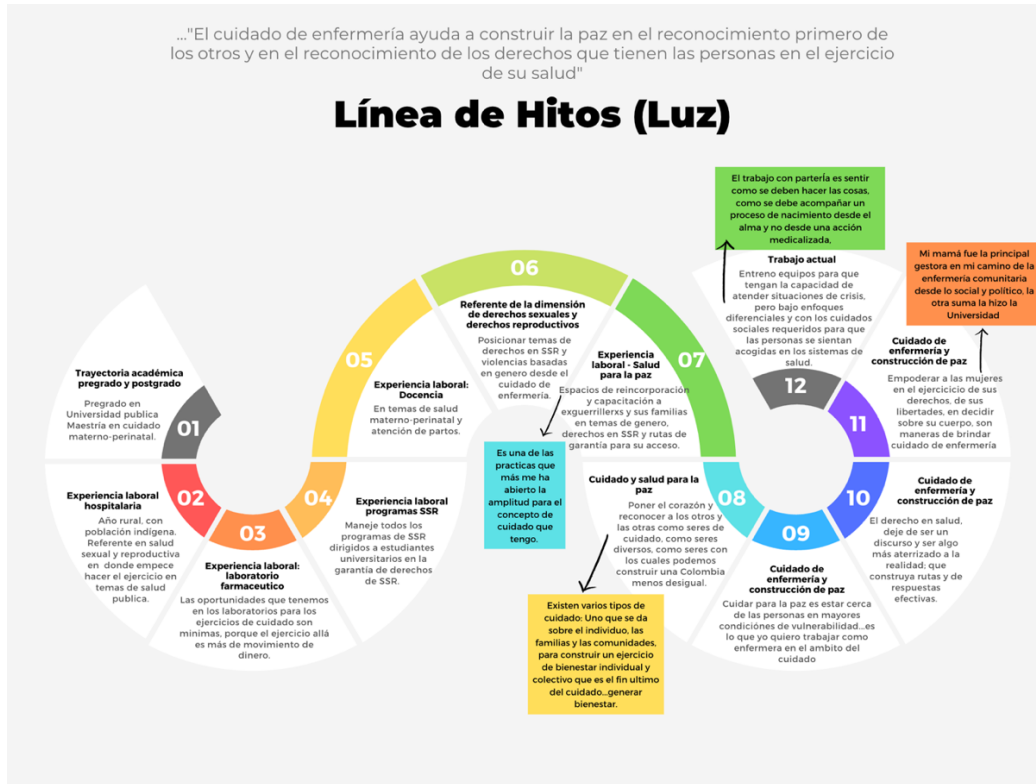 ..."El cuidado de enfermería ayuda a construir la paz en el reconocimiento primero de
los otros y en el reconocimiento de los derechos que tienen las personas en el ejercicio
de su salud"
Línea de Hitos (Luz)
01
Trayectoria académica
pregrado y postgrado
Pregrado en
Universidad publica
Maestría en cuidado
materno-perinatal.
02
Experiencia laboral
hospitalaria
Año rural, con
población indígena.
Referente en salud
sexual y reproductiva
en donde empece
hacer el ejercicio en
temas de salud
publica.
03
Experiencia laboral:
laboratorio
farmaceutico
Las oportunidades que tenemos
en los laboratorios para los
ejercicios de cuidado son
minimas, porque el ejercicio allá
es más de movimiento de
dinero.
04
Experiencia laboral
programas SSR
Maneje todos los
programas de SSR
dirigidos a estudiantes
universitarios en la
garantía de derechos
de SSR.
05
Experiencia laboral:
Docencia
En temas de salud
materno-perinatal y
atención de partos.
06
Referente de la dimensión
de derechos sexuales y
derechos reproductivos
Posicionar temas de
derechos en SSR y
violencias basadas
en genero desde el
cuidado de
enfermería.
07
Experiencia
laboral - Salud
para la paz
Espacios de reincorporación
y capacitación a
exguerrillerxs y sus familias
en temas de genero,
derechos en SSR y rutas de
garantía para su acceso.
Es una de las
practicas que
más me ha
abierto la
amplitud para el
concepto de
cuidado que
tengo.
08
Cuidado y salud para la
paz
Poner el corazón y
reconocer a los otros y
las otras como seres de
cuidado, como seres
diversos, como seres con
los cuales podemos
construir una Colombia
menos desigual.
Existen varios tipos de
cuidado: Uno que se da
sobre el individuo, las
familias y las comunidades,
para construir un ejercicio
de bienestar individual y
colectivo que es el fin ultimo
del cuidado...generar
bienestar.
09
Cuidado de
enfermería y
construcción de paz
Cuidar para la paz es estar cerca
de las personas en mayores
condiciónes de vulnerabilidad...es
lo que yo quiero trabajar como
enfermera en el ambito del
cuidado
10
Cuidado de
enfermería y
construcción de paz
El derecho en salud,
deje de ser un
discurso y ser algo
más aterrizado a la
realidad; que
construya rutas y de
respuestas
efectivas.
11
Cuidado de
enfermería y
construcción de paz
Empoderar a las mujeres
en el ejercicicio de sus
derechos, de sus
libertades, en decidir
sobre su cuerpo, son
maneras de brindar
cuidado de enfermería
Mi mamá fue la principal
gestora en mi camino de la
enfermería comunitaria
desde lo social y político, la
otra suma la hizo la
Universidad
12
Trabajo actual
Entreno equipos para que
tengan la capacidad de
atender situaciones de crisis,
pero bajo enfoques
diferenciales y con los cuidados
sociales requeridos para que
las personas se sientan
acogidas en los sistemas de
salud.
El trabajo con partería es sentir
como se deben hacer las cosas,
como se debe acompañar un
proceso de nacimiento desde el
alma y no desde una acción
medicalizada,